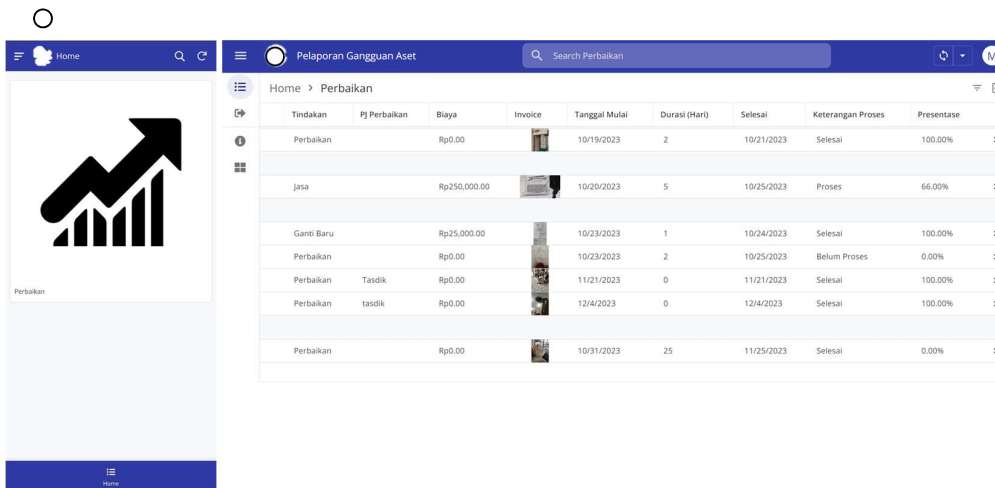 Home
Perbaikan
Home
Pelaporan Gangguan Aset
Search Perbaikan
M
Home > Perbaikan
Tindakan PJ Perbaikan Biaya Invoice Tanggal Mulai Durasi (Hari) Selesai Keterangan Proses Presentase
Perbaikan Rp0.00 10/19/2023 2 10/21/2023 Selesai 100.00%
Jasa Rp250,000.00 10/20/2023 5 10/25/2023 Proses 66.00%
Ganti Baru Rp25,000.00 10/23/2023 1 10/24/2023 Selesai 100.00%
Perbaikan Rp0.00 10/23/2023 2 10/25/2023 Belum Proses 0.00%
Perbaikan Tasdik Rp0.00 11/21/2023 0 11/21/2023 Selesai 100.00%
Perbaikan tasdik Rp0.00 12/4/2023 0 12/4/2023 Selesai 100.00%
Perbaikan Rp0.00 10/31/2023 25 11/25/2023 Selesai 0.00%